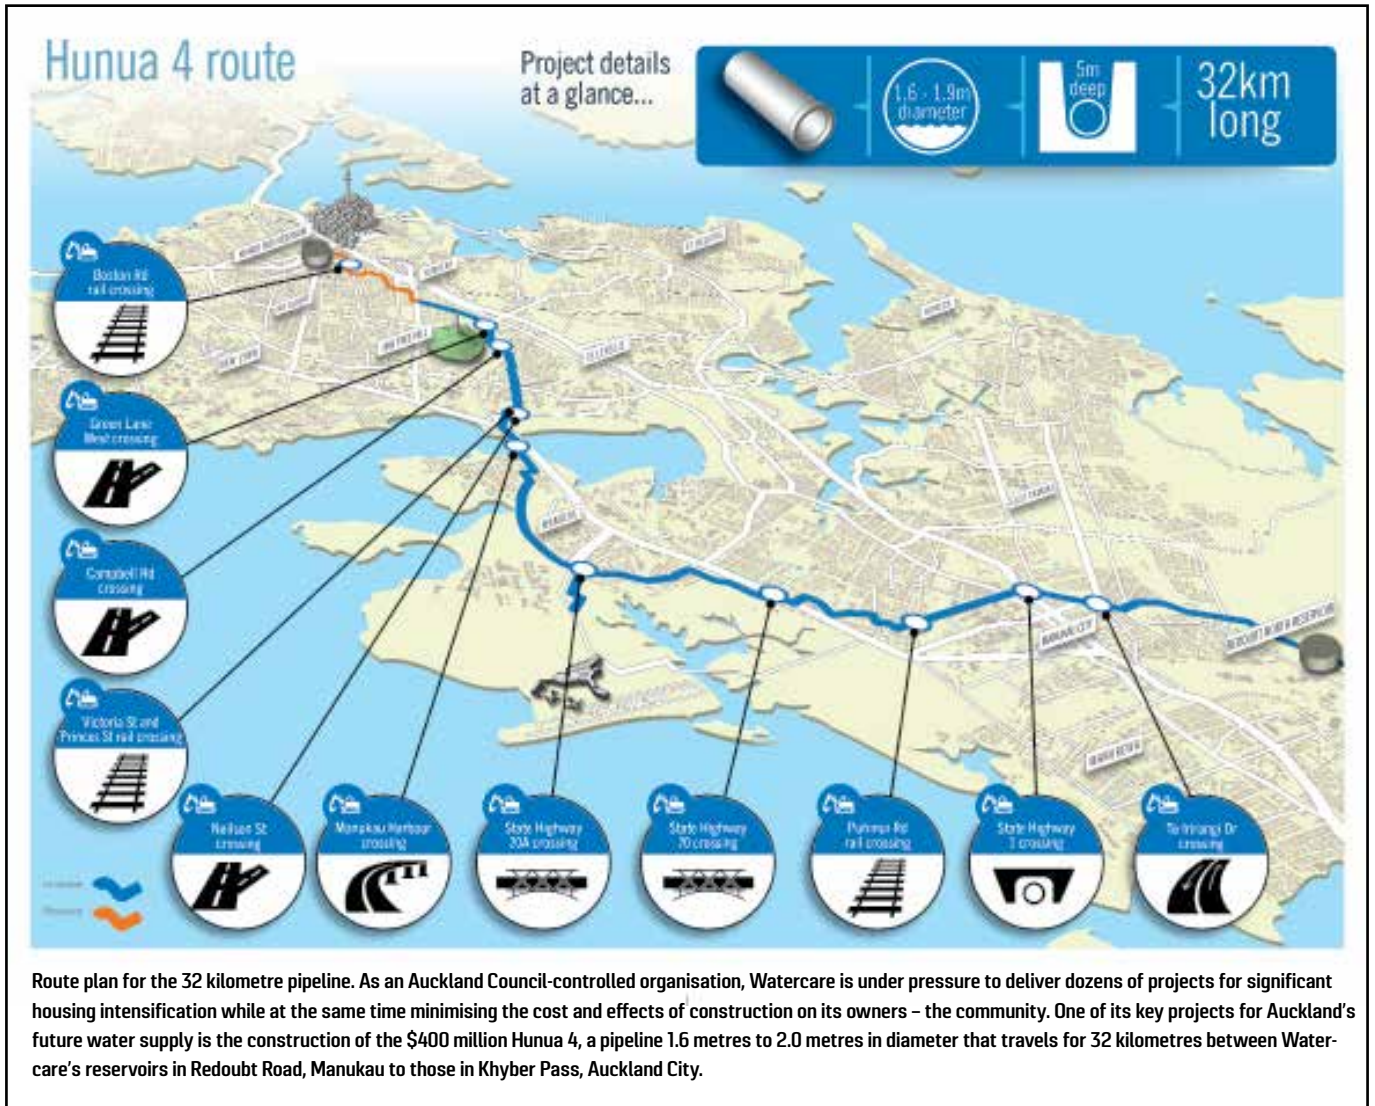 Hunua 4 route
Project details
at a glance...
1.6 - 1.9m
diameter
5m
deep
32km
long
Boston Rd
rail crossing
Green Lane
West crossing
Campbell Rd
crossing
Victoria St and
Princes St rail crossing
Neilson St
crossing
Manukau Harbour
crossing
State Highway
20A crossing
State Highway
20 crossing
Puhinui Rd
rail crossing
State Highway
1 crossing
Te Irirangi Dr
crossing
MANUKAU CITY
MANUREWA
Route plan for the 32 kilometre pipeline. As an Auckland Council-controlled organisation, Watercare is under pressure to deliver dozens of projects for significant
housing intensification while at the same time minimising the cost and effects of construction on its owners – the community. One of its key projects for Auckland's
future water supply is the construction of the $400 million Hunua 4, a pipeline 1.6 metres to 2.0 metres in diameter that travels for 32 kilometres between Water-
care's reservoirs in Redoubt Road, Manukau to those in Khyber Pass, Auckland City.